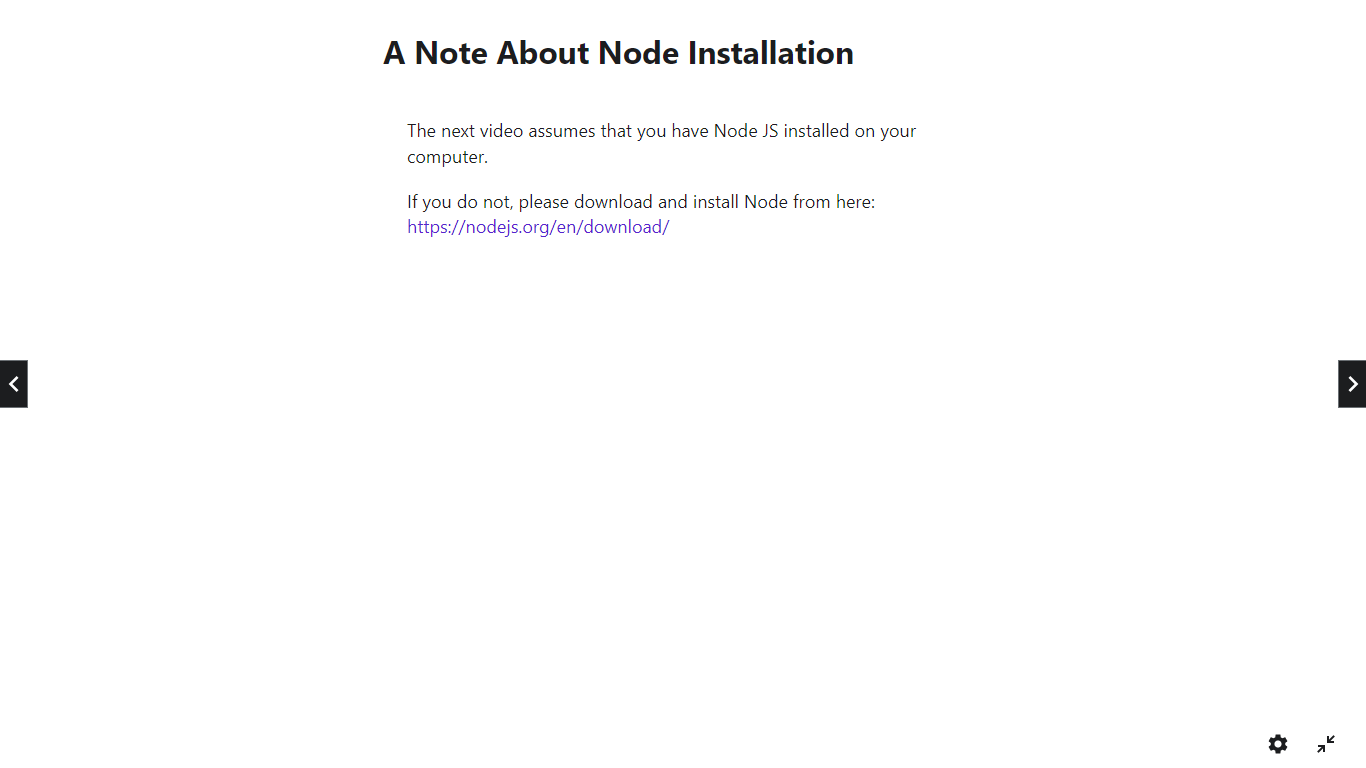 A Note About Node Installation
The next video assumes that you have Node JS installed on your
computer.
If you do not, please download and install Node from here:
https://nodejs.org/en/download/